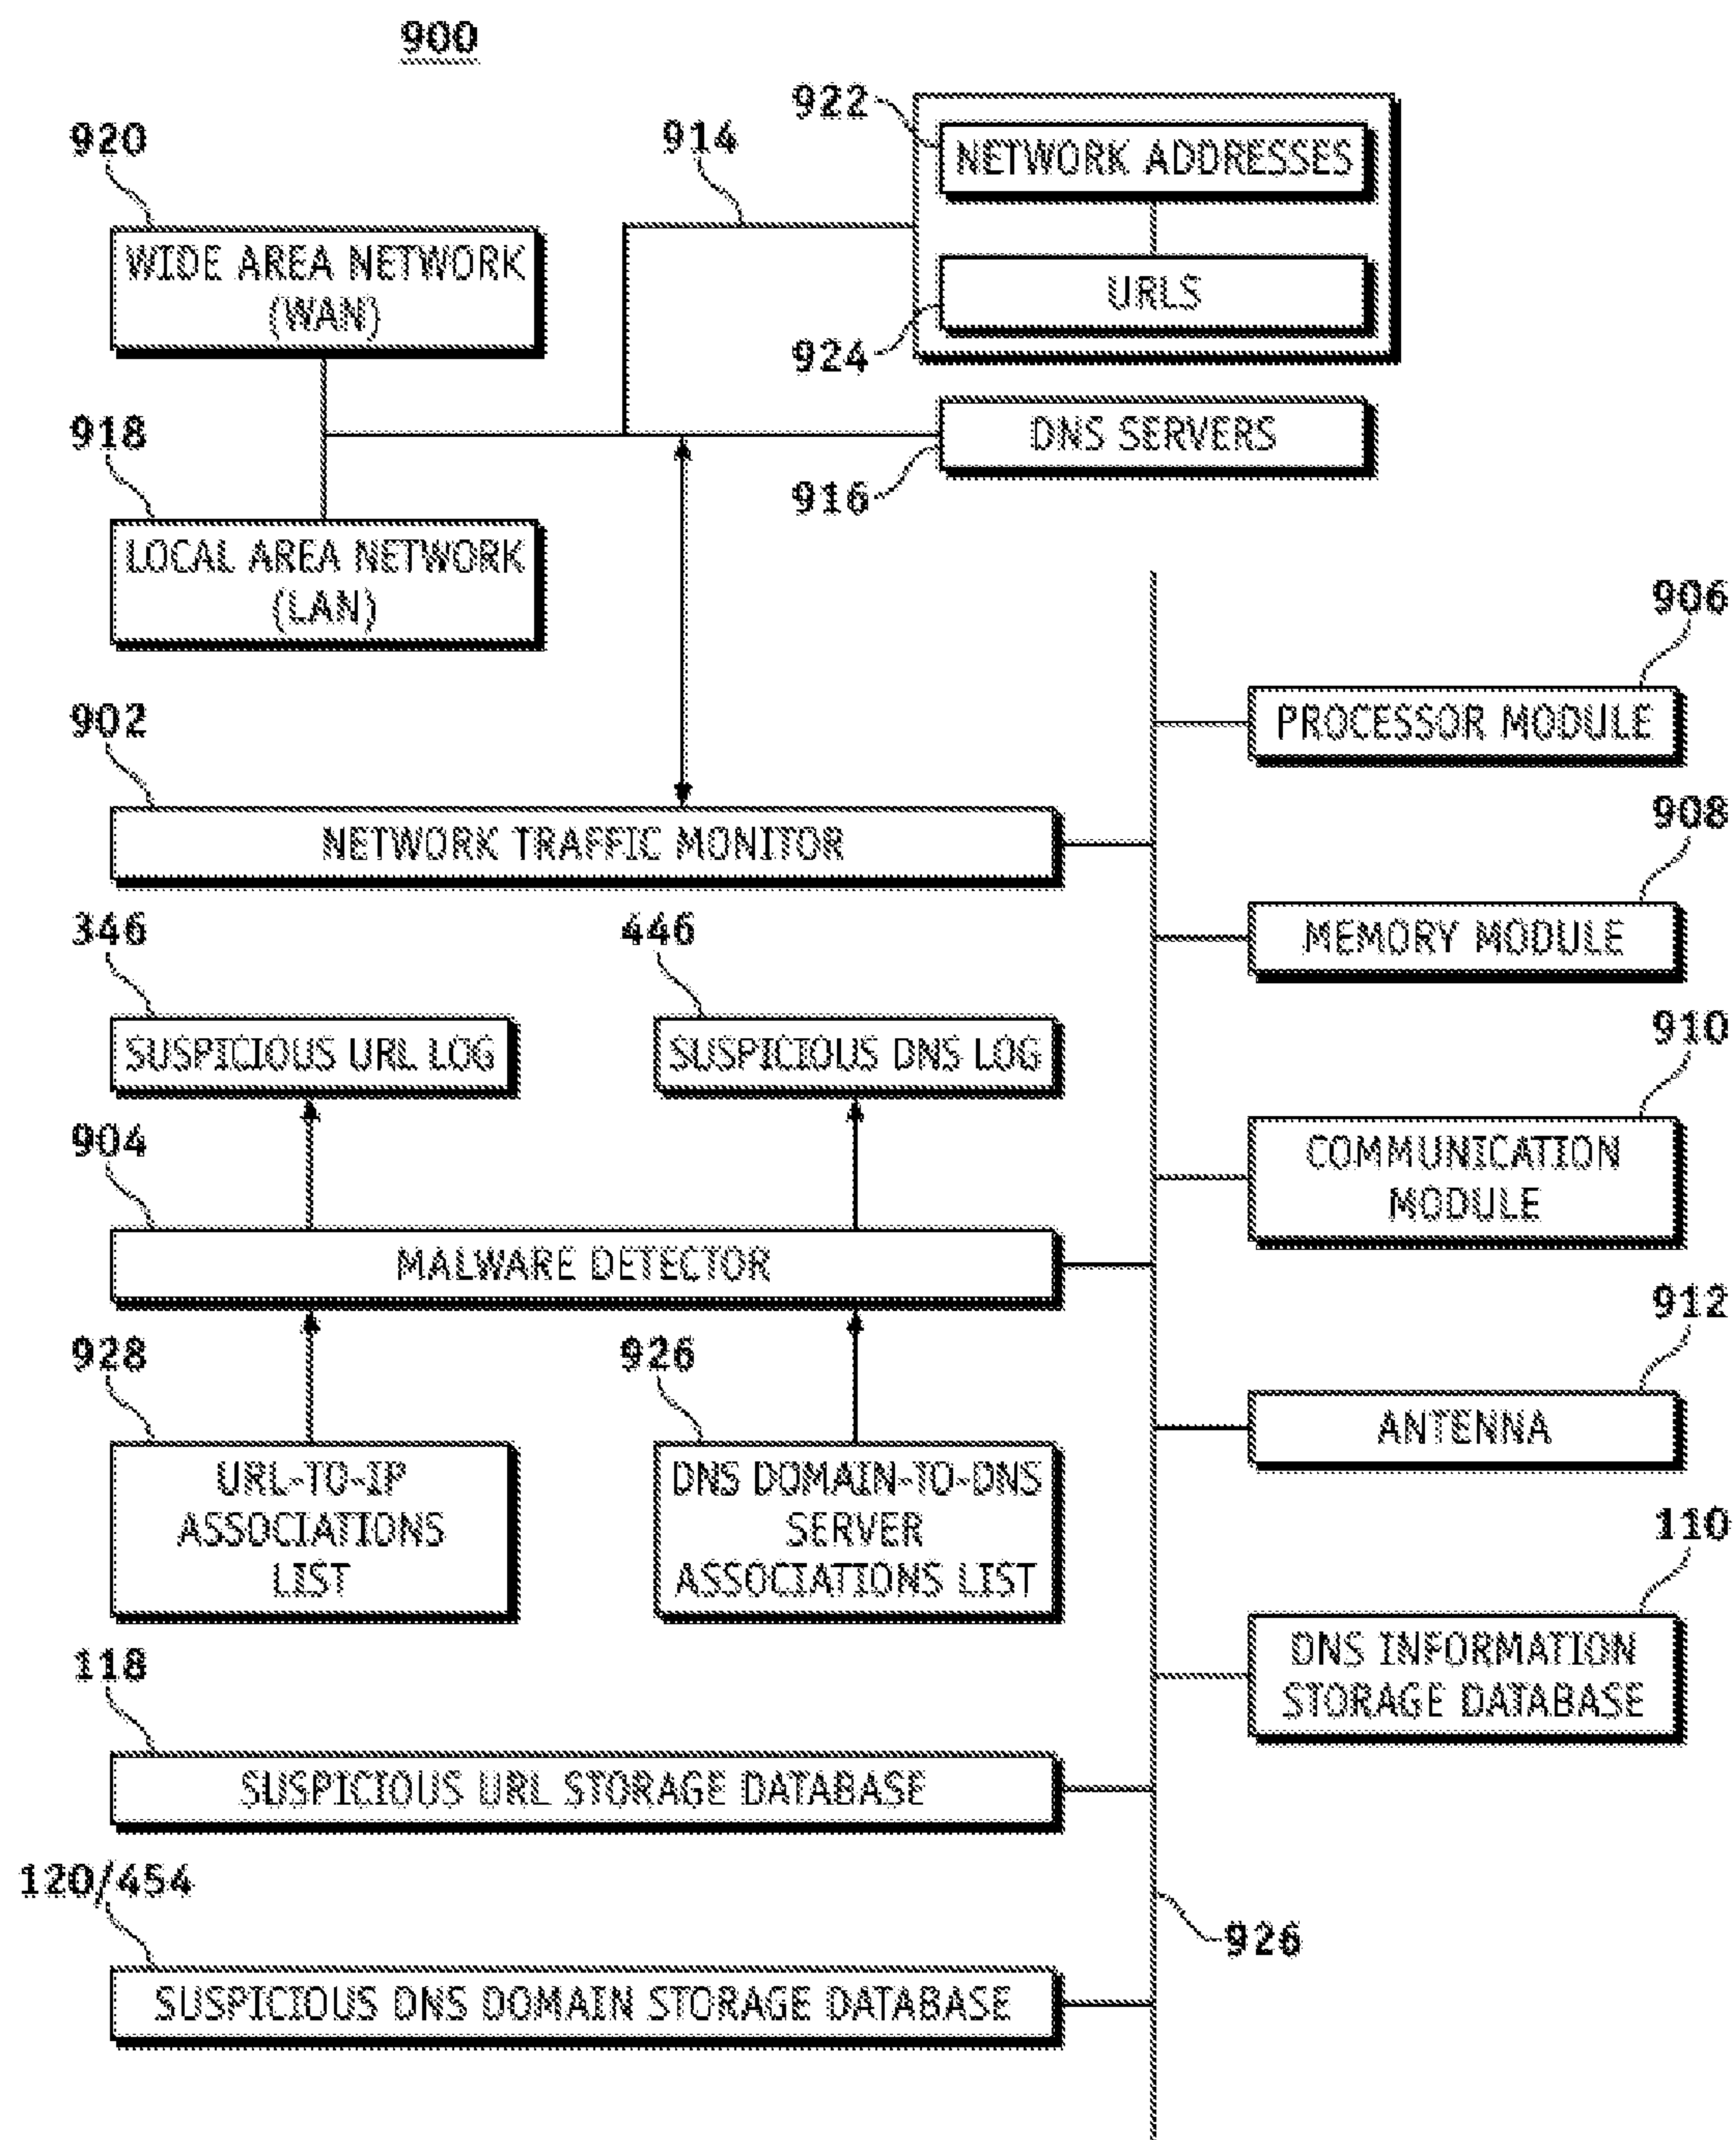 900
920
WIDE AREA NETWORK
(WAN)
914
922
NETWORK ADDRESSES
URLS
924
918
DNS SERVERS
916
LOCAL AREA NETWORK
(LAN)
906
PROCESSOR MODULE
902
NETWORK TRAFFIC MONITOR
908
MEMORY MODULE
346
SUSPICIOUS URL LOG
446
SUSPICIOUS DNS LOG
910
COMMUNICATION
MODULE
904
MALWARE DETECTOR
912
ANTENNA
928
URL-TO-IP
ASSOCIATIONS
LIST
926
DNS DOMAIN-TO-DNS
SERVER
ASSOCIATIONS LIST
110
DNS INFORMATION
STORAGE DATABASE
118
SUSPICIOUS URL STORAGE DATABASE
120/454
SUSPICIOUS DNS DOMAIN STORAGE DATABASE
926